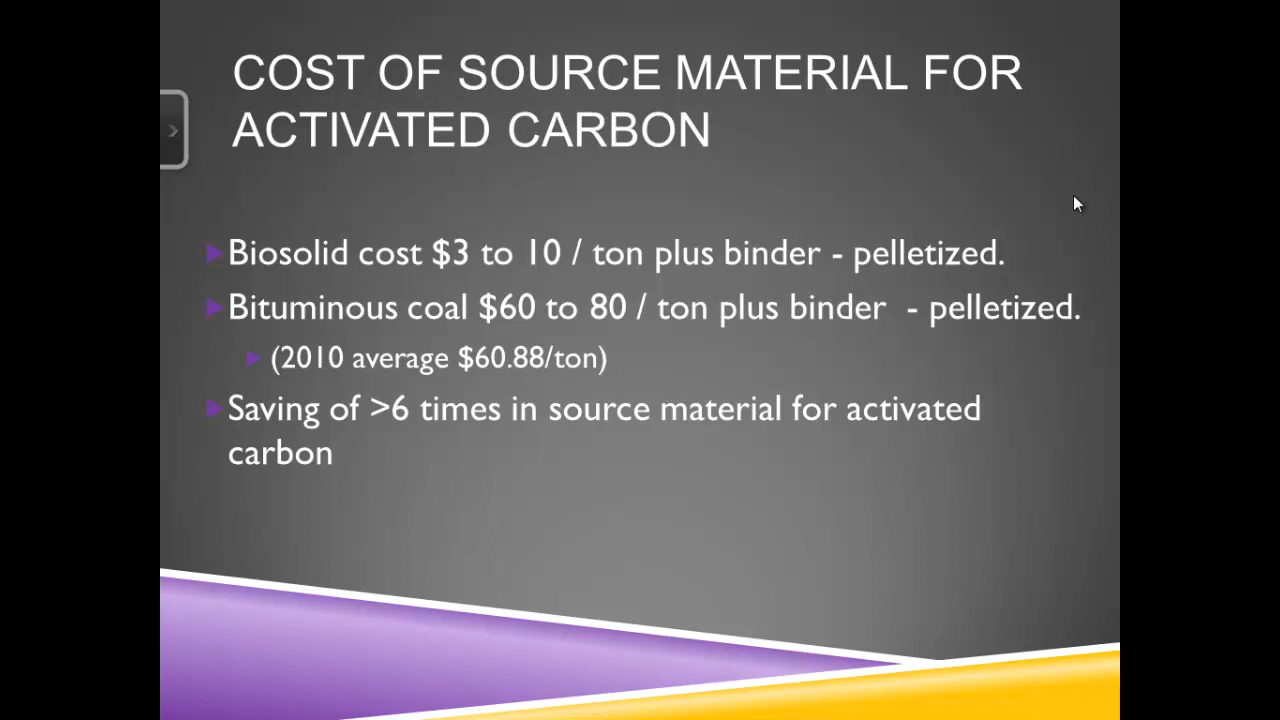 COST OF SOURCE MATERIAL FOR
ACTIVATED CARBON
Biosolid cost $3 to 10 / ton plus binder - pelletized.
Bituminous coal $60 to 80 / ton plus binder  - pelletized.
(2010 average $60.88/ton)
Saving of >6 times in source material for activated
carbon